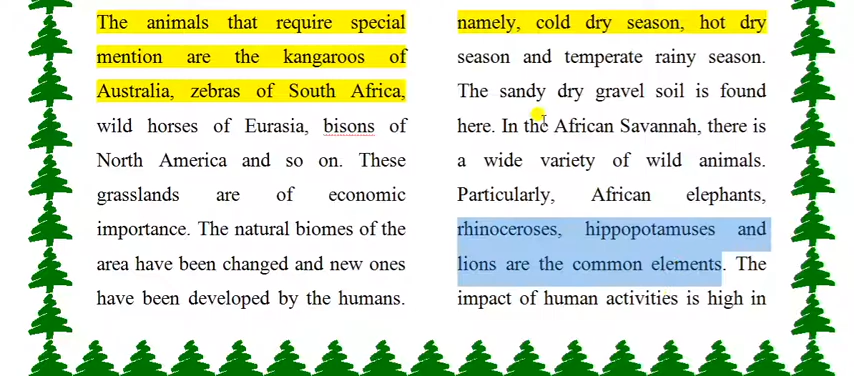 The animals that require special
mention are the kangaroos of
Australia, zebras of South Africa,
wild horses of Eurasia, bisons of
North America and so on. These
grasslands are of economic
importance. The natural biomes of the
area have been changed and new ones
have been developed by the humans.
namely, cold dry season, hot dry
season and temperate rainy season.
The sandy dry gravel soil is found
here. In the African Savannah, there is
a wide variety of wild animals.
Particularly, African elephants,
rhinoceroses, hippopotamuses and
lions are the common elements. The
impact of human activities is high in